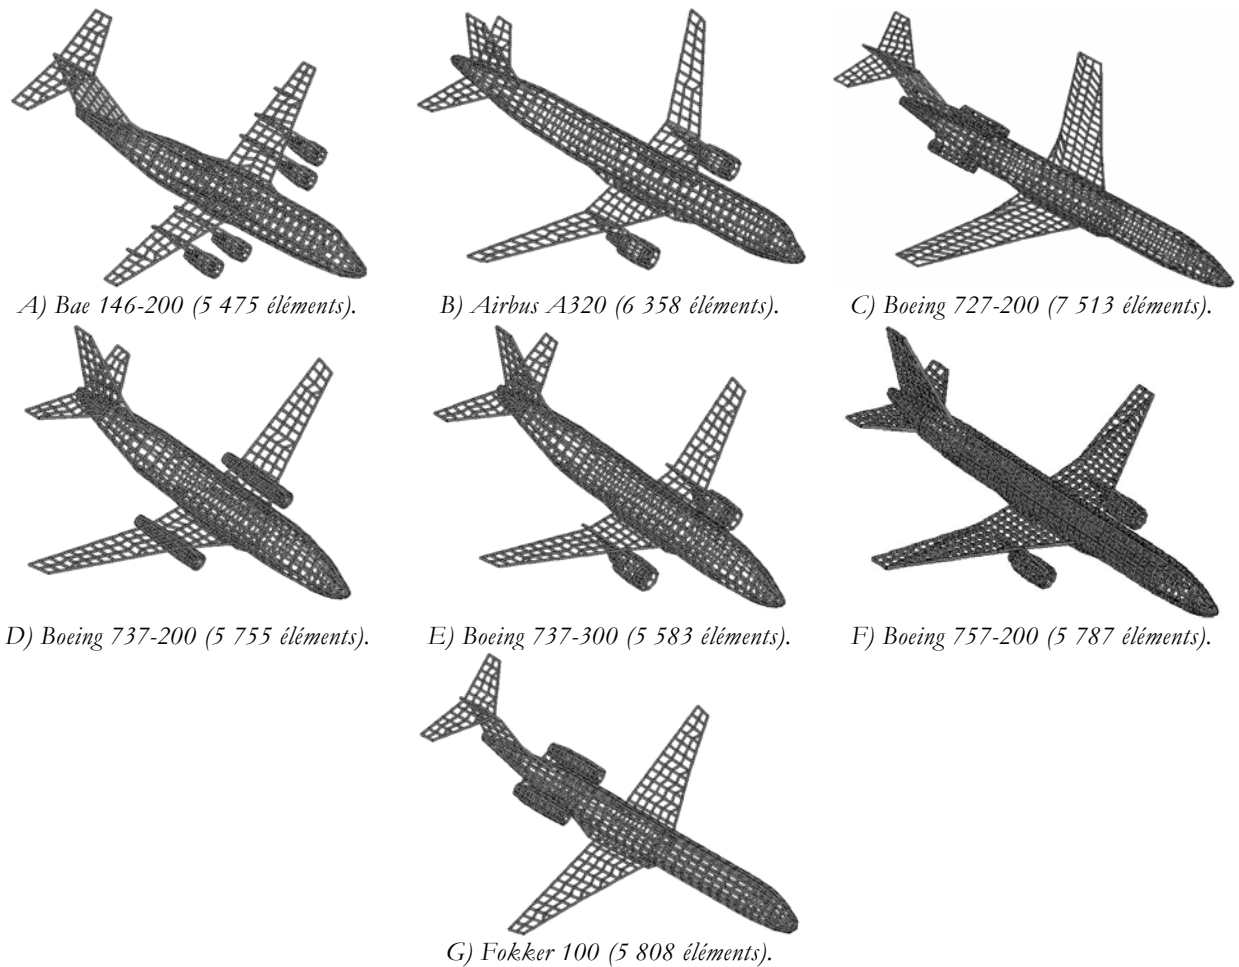 A) Bae 146-200 (5 475 éléments).
B) Airbus A320 (6 358 éléments).
C) Boeing 727-200 (7 513 éléments).
D) Boeing 737-200 (5 755 éléments).
E) Boeing 737-300 (5 583 éléments).
F) Boeing 757-200 (5 787 éléments).
G) Fokker 100 (5 808 éléments).